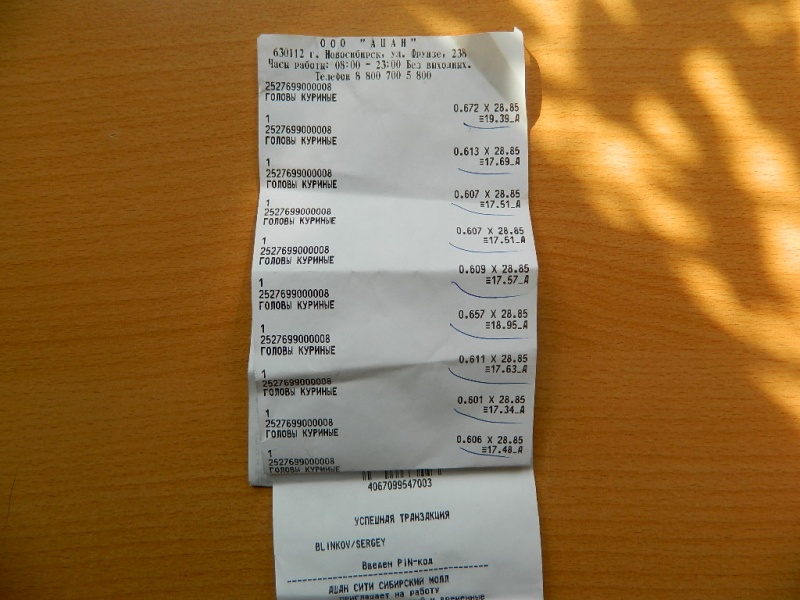 ООО "АШАН"
630112 г. Новосибирск, ул. Фрунзе, 238
Часы работы: 08:00 - 23:00 Без выходных.
Телефон 8 800 700 5 800
2527699000008
ГОЛОВЫ КУРИНЫЕ
0.672 X 28.85
1 ≡19.39_А
2527699000008
ГОЛОВЫ КУРИНЫЕ
0.613 X 28.85
1 ≡17.69_А
2527699000008
ГОЛОВЫ КУРИНЫЕ
0.607 X 28.85
1 ≡17.51_А
2527699000008
ГОЛОВЫ КУРИНЫЕ
0.607 X 28.85
1 ≡17.51_А
2527699000008
ГОЛОВЫ КУРИНЫЕ
0.609 X 28.85
1 ≡17.57_А
2527699000008
ГОЛОВЫ КУРИНЫЕ
0.657 X 28.85
1 ≡18.95_А
2527699000008
ГОЛОВЫ КУРИНЫЕ
0.611 X 28.85
1 ≡17.63_А
2527699000008
ГОЛОВЫ КУРИНЫЕ
0.601 X 28.85
1 ≡17.34_А
2527699000008
ГОЛОВЫ КУРИНЫЕ
0.606 X 28.85
1 ≡17.48_А
2527699000008
ГОЛОВЫ КУРИНЫЕ
4067099547003
УСПЕШНАЯ ТРАНЗАКЦИЯ
BLINKOV/SERGEY
Введен PIN-код
АШАН СИТИ СИБИРСКИЙ МОЛЛ
приглашает на работу
временные